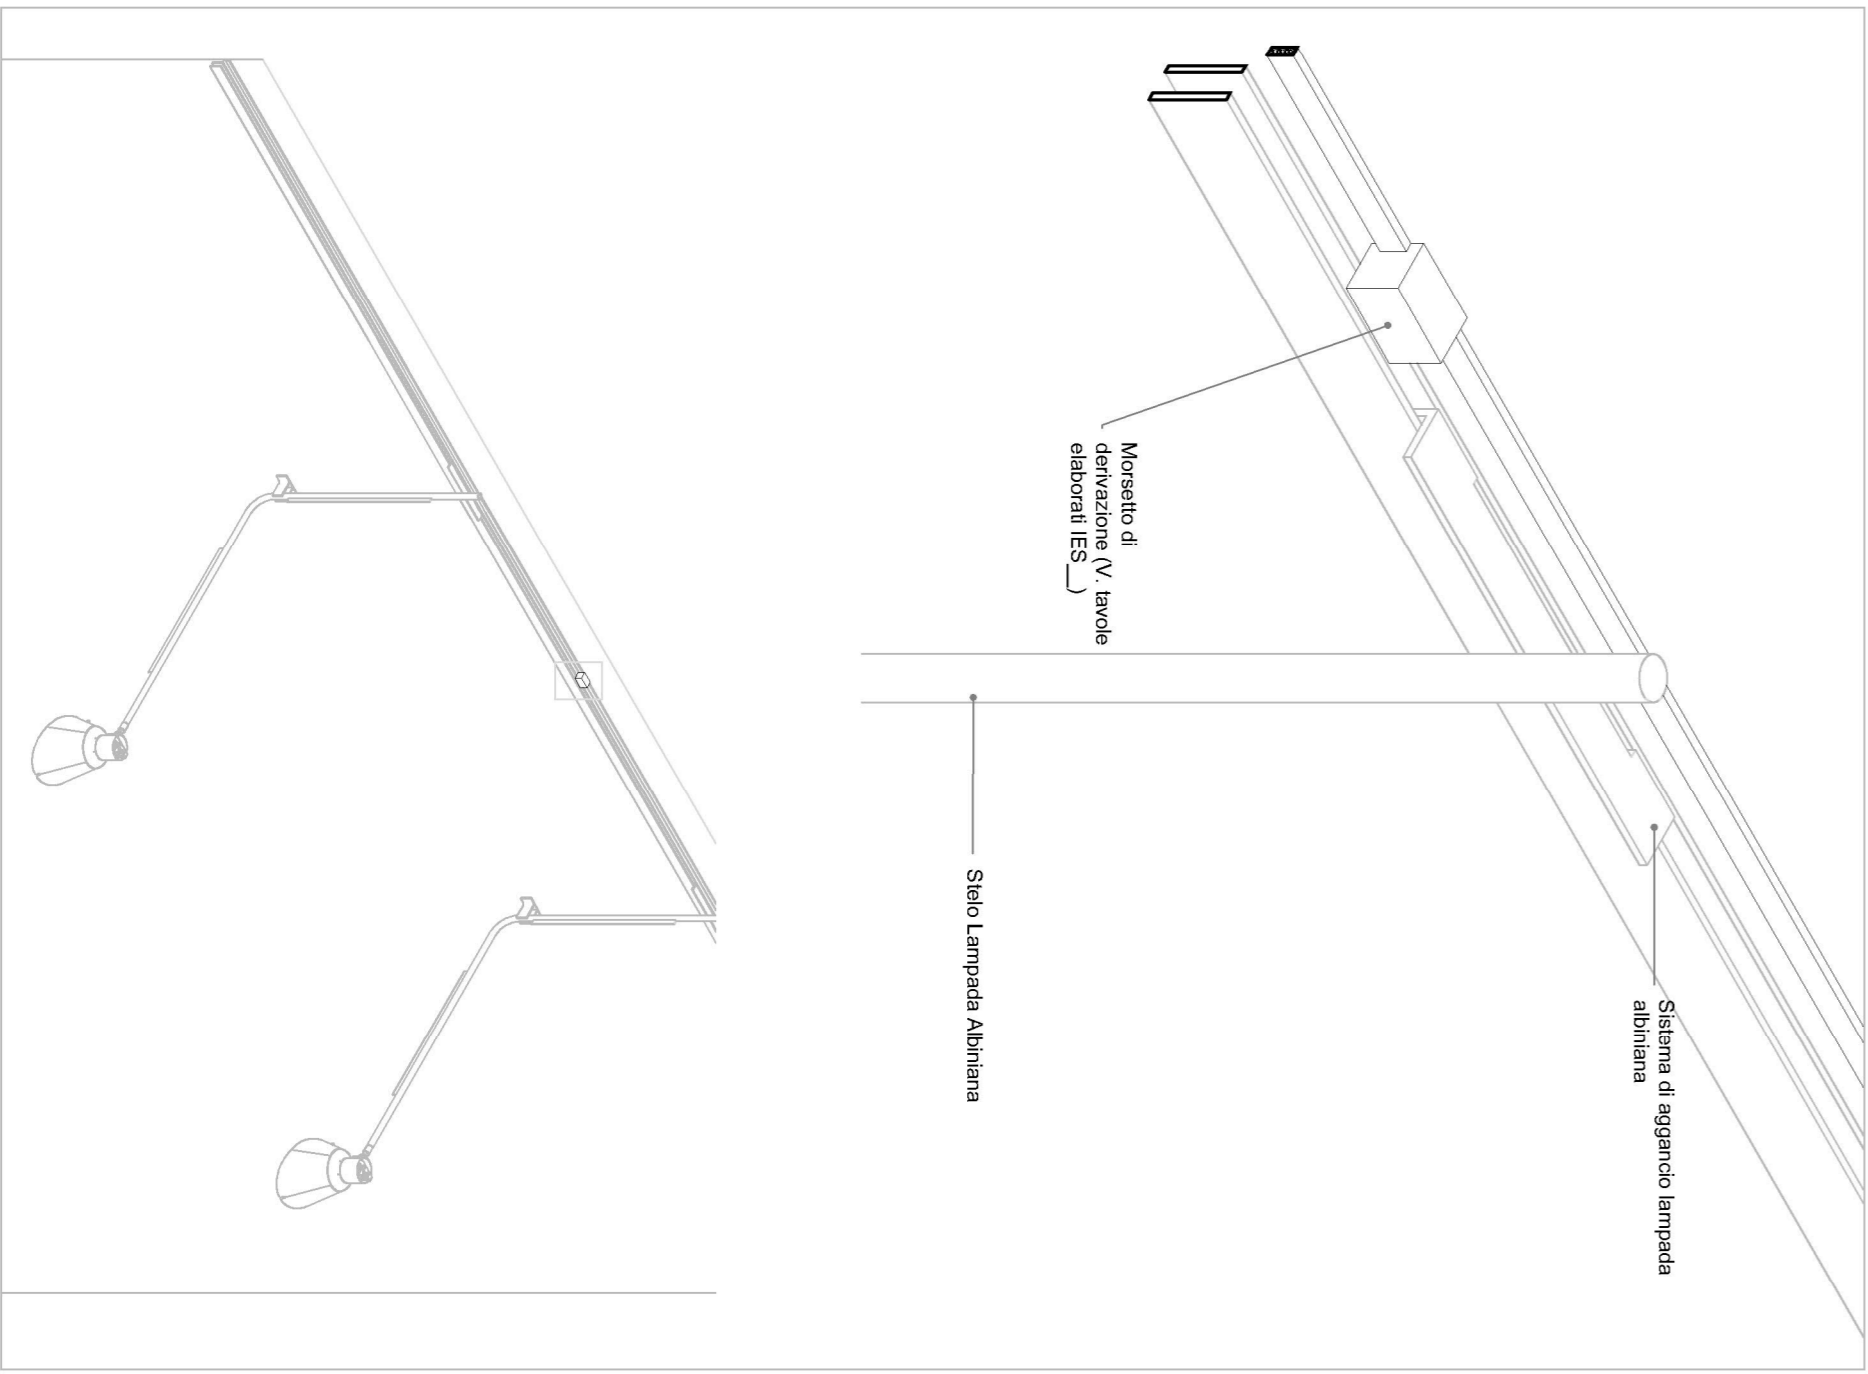 Sistema di aggancio lampada
albiniana
Morsetto di
derivazione (V. tavole
elaborati IES__)
Stelo Lampada Albiniana